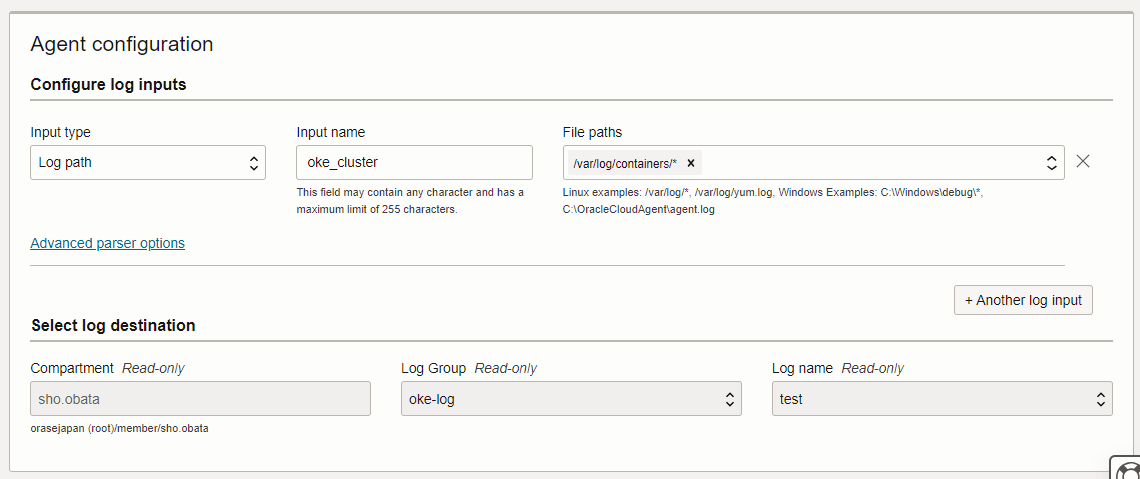 Agent configuration
Configure log inputs
Input type
Input name
File paths
Log path
oke_cluster
/var/log/containers/* ×
This field may contain any character and has a
maximum limit of 255 characters.
Linux examples: /var/log/*, /var/log/yum.log, Windows Examples: C:\Windows\debug\*,
C:\OracleCloudAgent\agent.log
Advanced parser options
+ Another log input
Select log destination
Compartment Read-only
Log Group Read-only
Log name Read-only
sho.obata
oke-log
test
orasejapan (root)/member/sho.obata